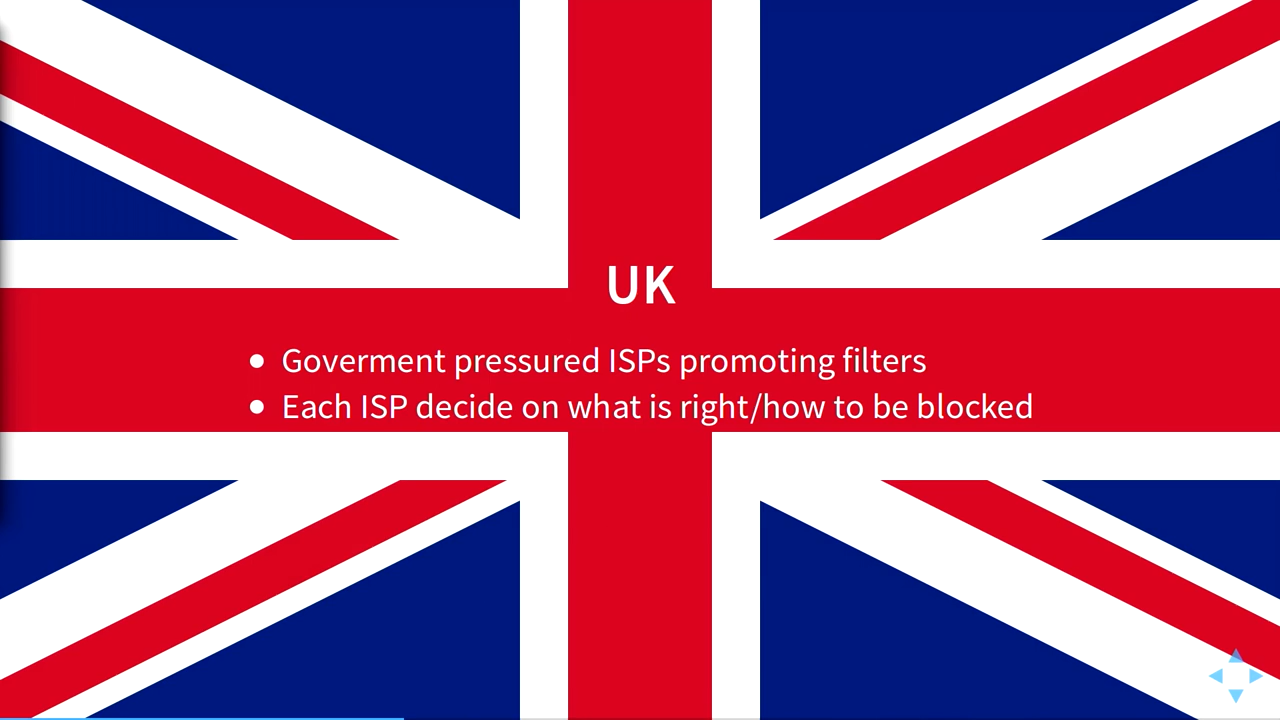 UK
Goverment pressured ISPs promoting filters
Each ISP decide on what is right/how to be blocked